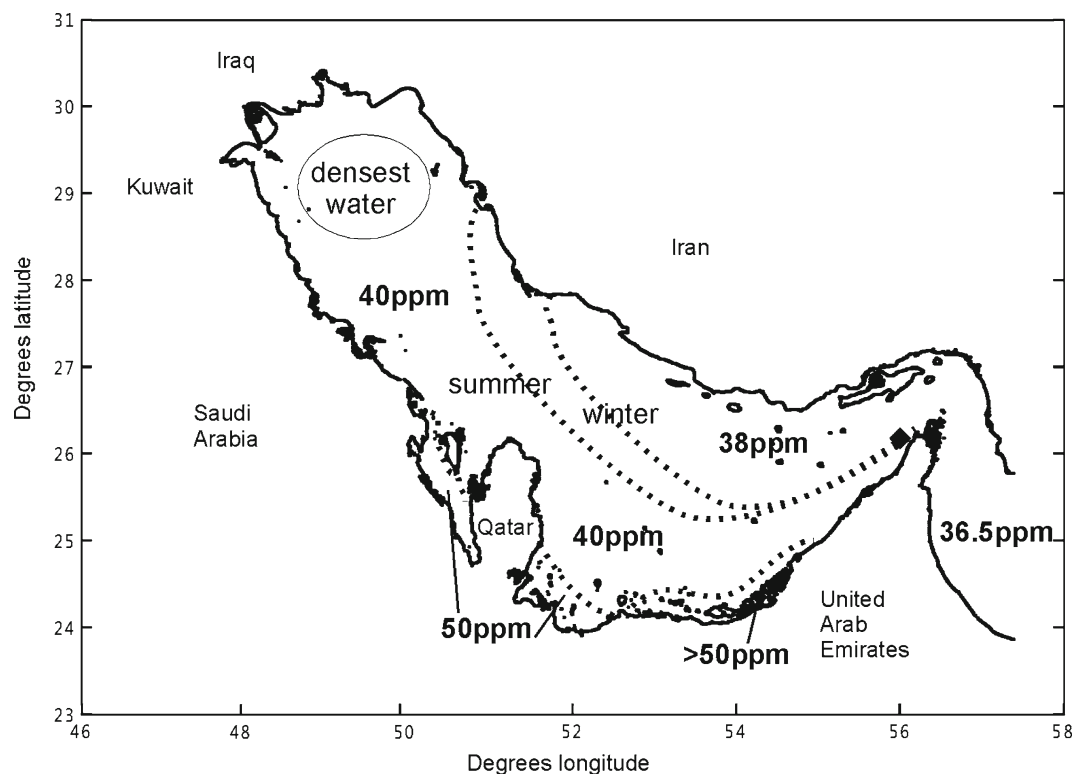 31
Iraq
30
densest
water
29
Kuwait
Iran
28
40ppm
27
summer
winter
Saudi
Arabia
26
38ppm
Qatar
40ppm
36.5ppm
25
50ppm
United
Arab
Emirates
24
>50ppm
23
46
48
50
52
54
56
58
Degrees longitude
Degrees latitude